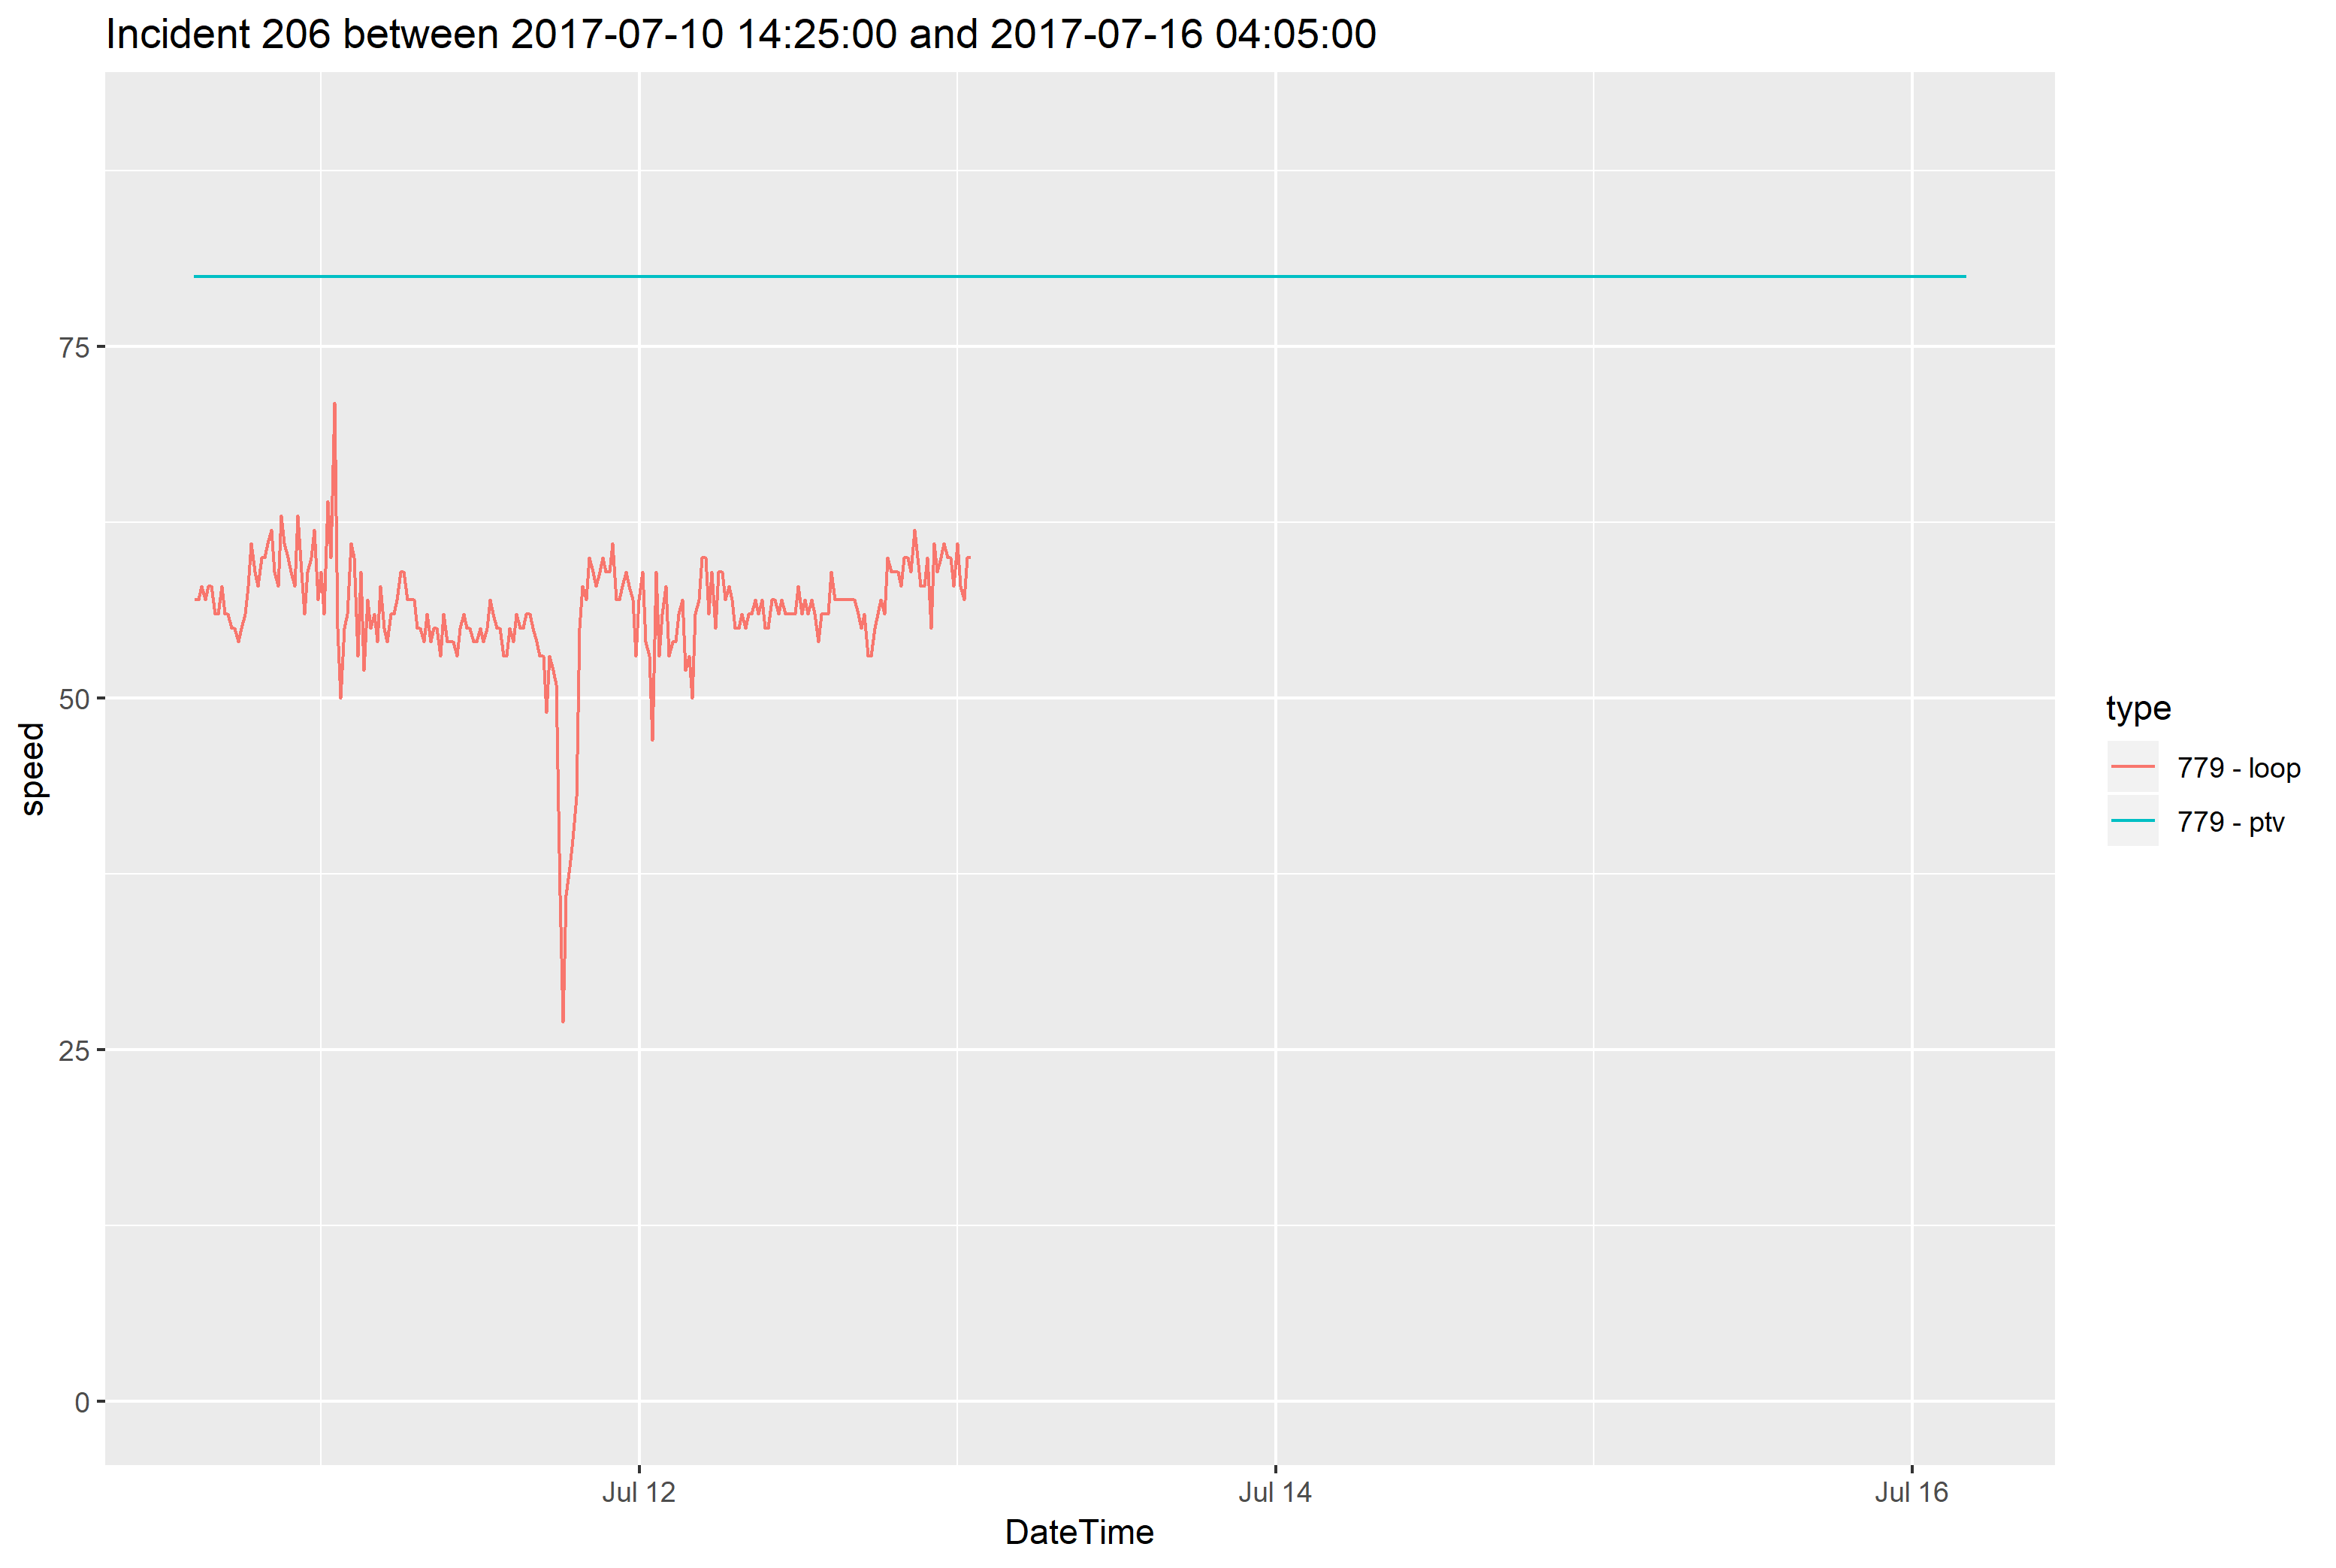 Incident 206 between 2017-07-10 14:25:00 and 2017-07-16 04:05:00
75
50
25
0
speed
Jul 12
Jul 14
Jul 16
DateTime
type
779 - loop
779 - ptv